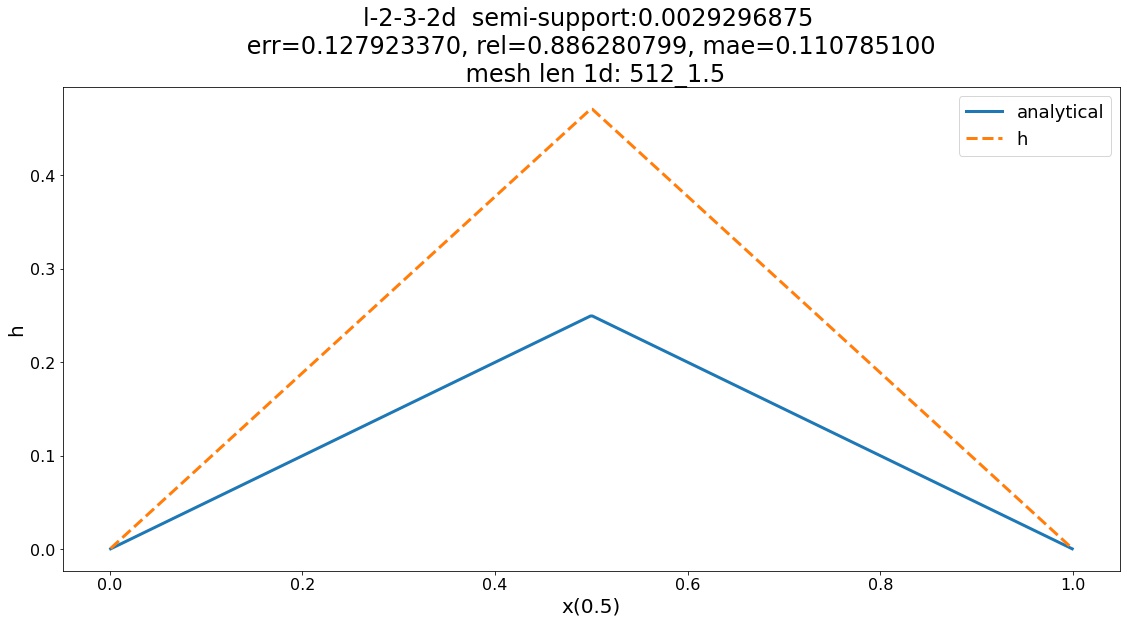 l-2-3-2d  semi-support:0.0029296875
err=0.127923370, rel=0.886280799, mae=0.110785100
mesh len 1d: 512_1.5
analytical
h
0.4
0.3
0.2
0.1
0.0
h
0.0 0.2 0.4 0.6 0.8 1.0
x(0.5)